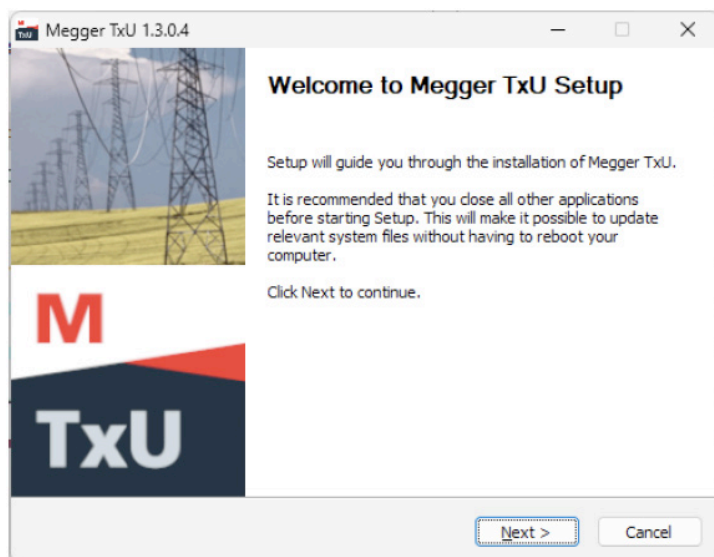 Megger TxU 1.3.0.4
Welcome to Megger TxU Setup
Setup will guide you through the installation of Megger TxU.
It is recommended that you close all other applications
before starting Setup. This will make it possible to update
relevant system files without having to reboot your
computer.
Click Next to continue.
M
TxU
Next >
Cancel